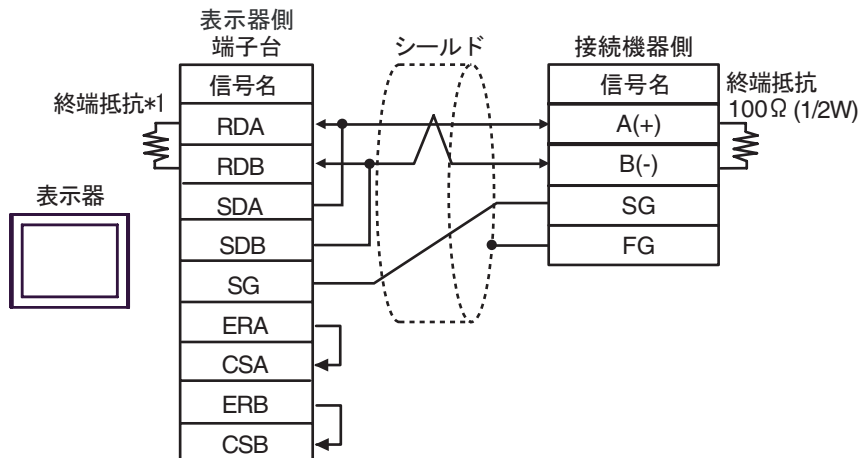 表示器側
端子台
シールド
接続機器側
信号名
信号名
終端抵抗*1
終端抵抗
100Ω (1/2W)
RDA
A(+)
RDB
B(-)
表示器
SDA
SG
SDB
FG
SG
ERA
CSA
ERB
CSB